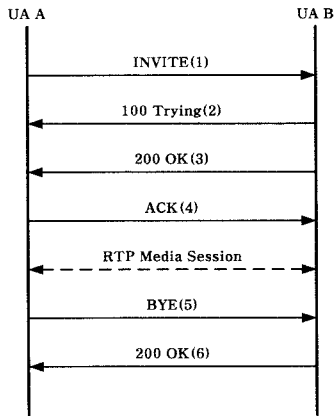 UA A
UA B
INVITE(1)
100 Trying(2)
200 OK(3)
ACK(4)
RTP Media Session
BYE(5)
200 OK(6)